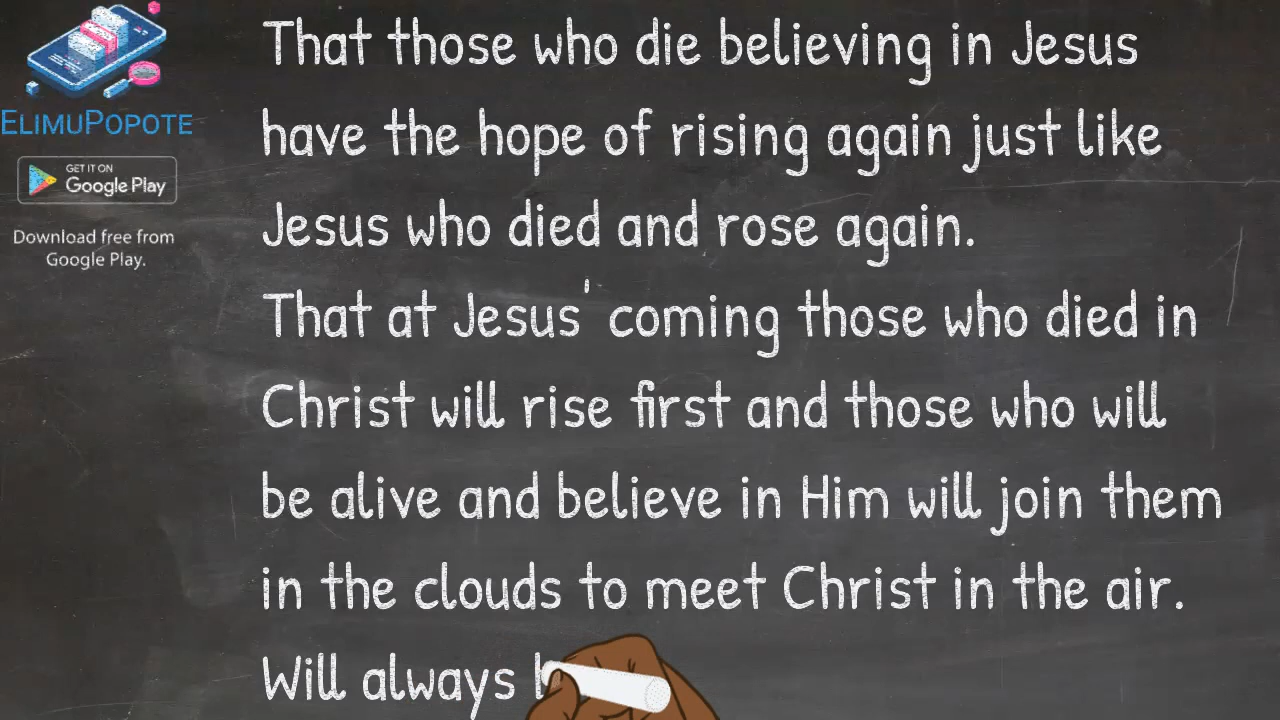 ELIMUPOPOTE
GET IT ON
Google Play
Download free from
Google Play.
That those who die believing in Jesus
have the hope of rising again just like
Jesus who died and rose again.
That at Jesus' coming those who died in
Christ will rise first and those who will
be alive and believe in Him will join them
in the clouds to meet Christ in the air.
Will always